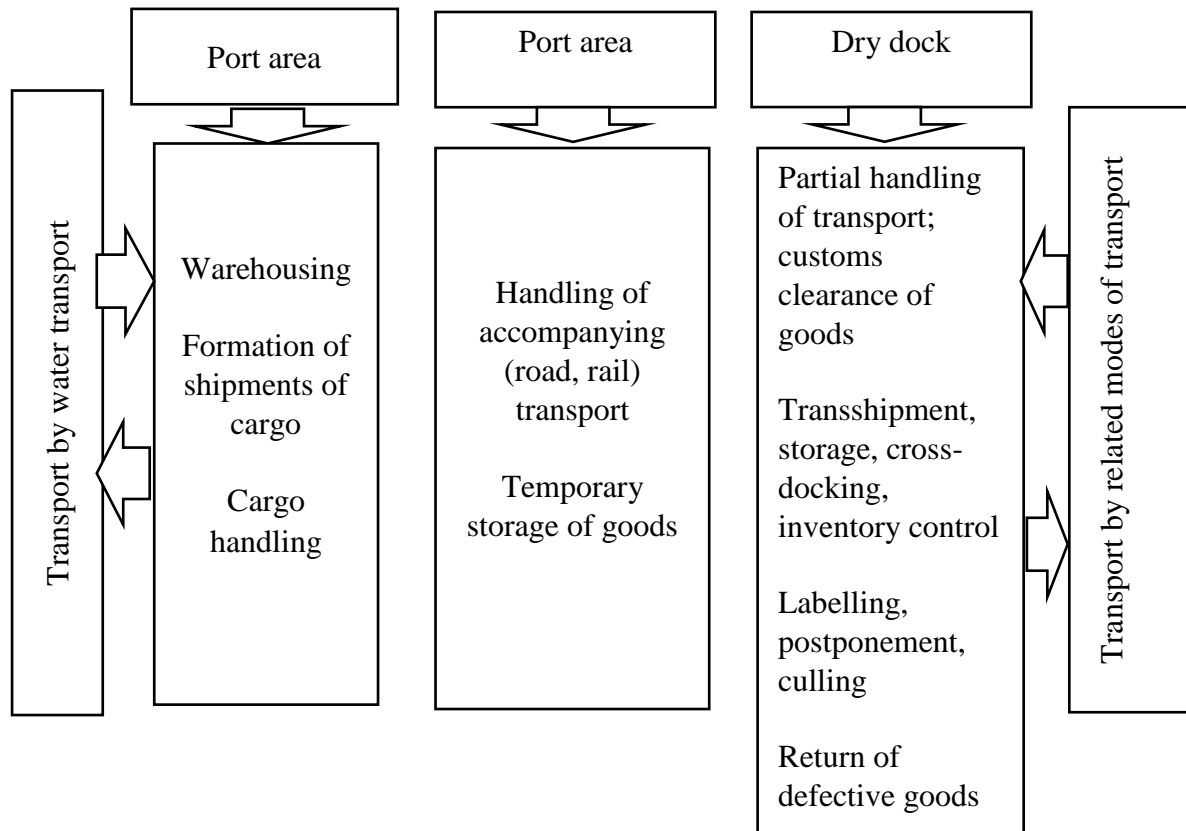 Port area
Port area
Dry dock
Transport by water transport
Warehousing
Formation of
shipments of
cargo
Cargo
handling
Handling of
accompanying
(road, rail)
transport
Temporary
storage of goods
Partial handling
of transport;
customs
clearance of
goods
Transshipment,
storage, cross-
docking,
inventory control
Labelling,
postponement,
culling
Return of
defective goods
Transport by related modes of transport